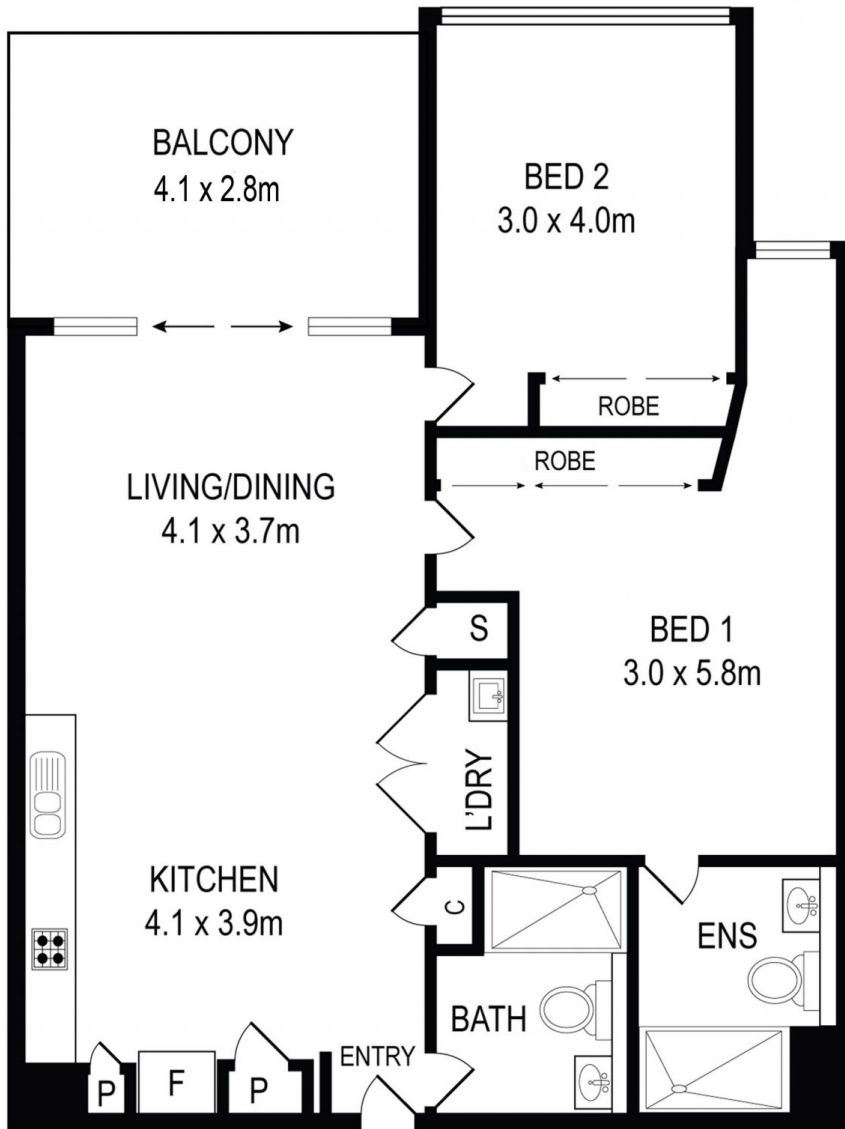 BALCONY
4.1 x 2.8m
BED 2
3.0 x 4.0m
ROBE
ROBE
LIVING/DINING
4.1 x 3.7m
S
BED 1
3.0 x 5.8m
L'DRY
KITCHEN
4.1 x 3.9m
C
ENS
BATH
ENTRY
P
F
P